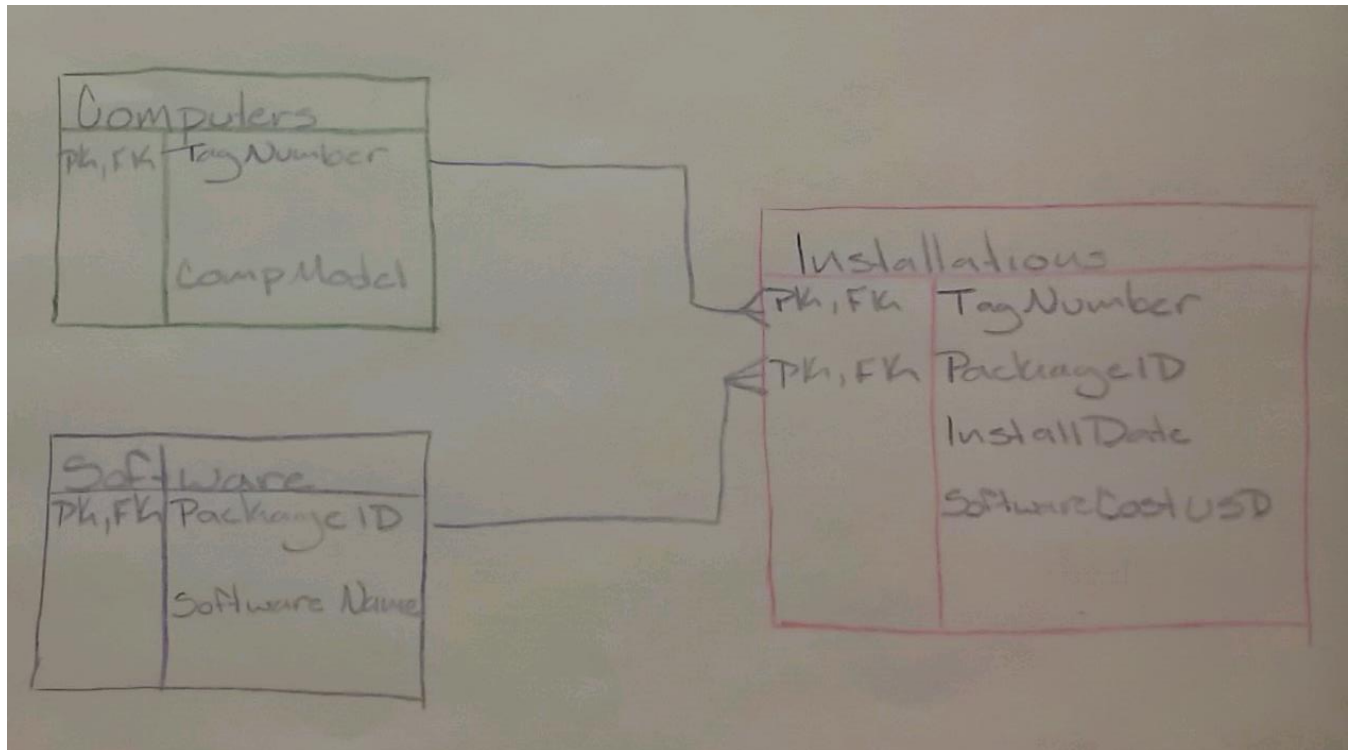 Computers
PK, FK TagNumber
CompModel
Installations
PK, FK TagNumber
PK, FK PackageID
InstallDate
SoftwareCostUSD
Software
PK, FK PackageID
Software Name